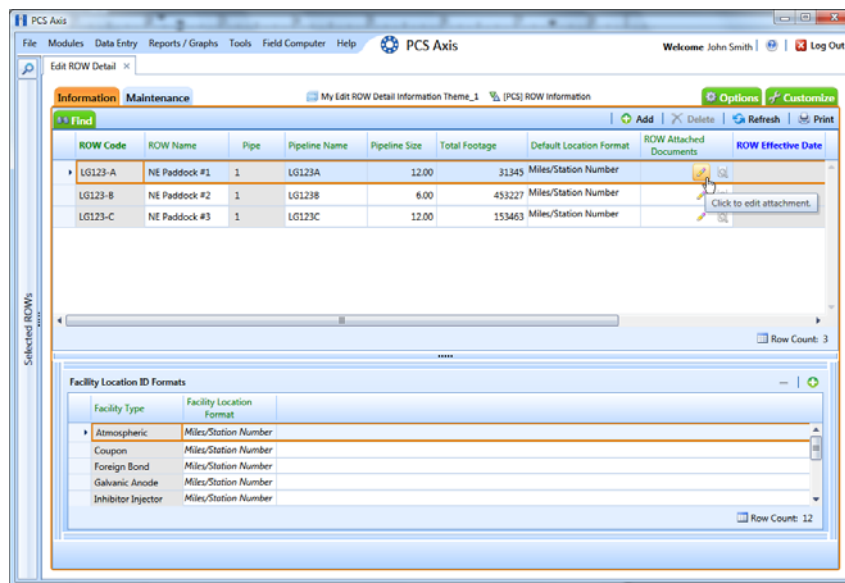 PCS Axis
File Modules Data Entry Reports / Graphs Tools Field Computer Help PCS Axis Welcome John Smith | | Log Out
Edit ROW Detail ×
Information Maintenance My Edit ROW Detail Information Theme_1 [PCS] ROW Information Options Customize
Find | Add | Delete | Refresh | Print
ROW Code ROW Name Pipe Pipeline Name Pipeline Size Total Footage Default Location Format ROW Attached Documents ROW Effective Date
LG123-A NE Paddock #1 1 LG123A 12.00 31345 Miles/Station Number
LG123-B NE Paddock #2 1 LG123B 6.00 453227 Miles/Station Number
Click to edit attachment.
LG123-C NE Paddock #3 1 LG123C 12.00 153463 Miles/Station Number
Selected ROWs
Row Count: 3
Facility Location ID Formats
Facility Type Facility Location Format
Atmospheric Miles/Station Number
Coupon Miles/Station Number
Foreign Bond Miles/Station Number
Galvanic Anode Miles/Station Number
Inhibitor Injector Miles/Station Number
Row Count: 12